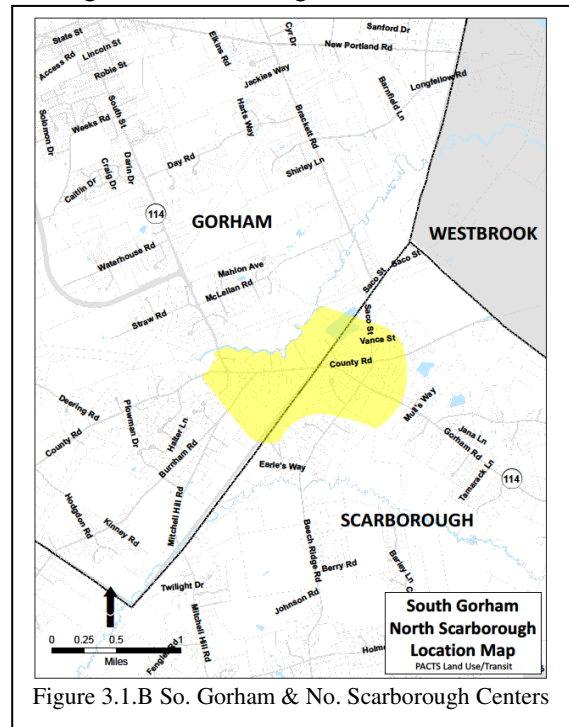 State St
Access Rd
Lincoln St
Robie St
South St
Solomon Dr
Weeks Rd
Caitlin Dr
Craig Dr
Darin Dr
Elkins Rd
Cyr Dr
Sanford Dr
New Portland Rd
Jackies Way
Longfellow Rd
Barnfield Ln
Harts Way
Brackett Rd
Day Rd
Shirley Ln
114
GORHAM
WESTBROOK
Waterhouse Rd
Mahlon Ave
McLellan Rd
Saco St
Saco St
Straw Rd
Saco St
Vance St
County Rd
Deering Rd
Plowman Dr
Halter Ln
County Rd
Burnham Rd
Mull's Way
Jana Ln
Gorham Rd
Tamarack Ln
114
Earle's Way
Hodgdon Rd
Kinney Rd
Mitchell Hill Rd
SCARBOROUGH
Beech Ridge Rd
Berry Rd
Barley Ln
Twilight Dr
Johnson Rd
Mitchell Hill Rd
0 0.25 0.5 1
Miles
South Gorham
North Scarborough
Location Map
PACTS Land Use/Transit
Figure 3.1.B So. Gorham & No. Scarborough Centers